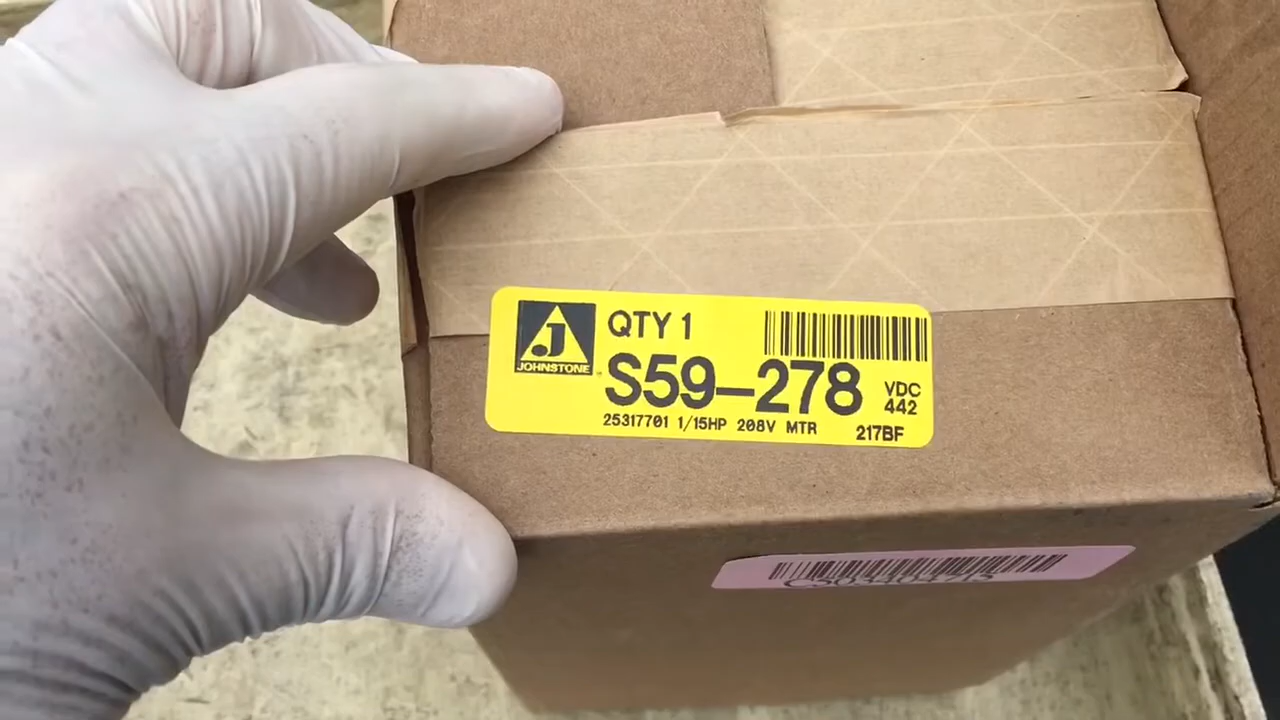 J
JOHNSTONE
QTY 1
S59-278
VDC
442
25317701 1/15HP 208V MTR
217BF